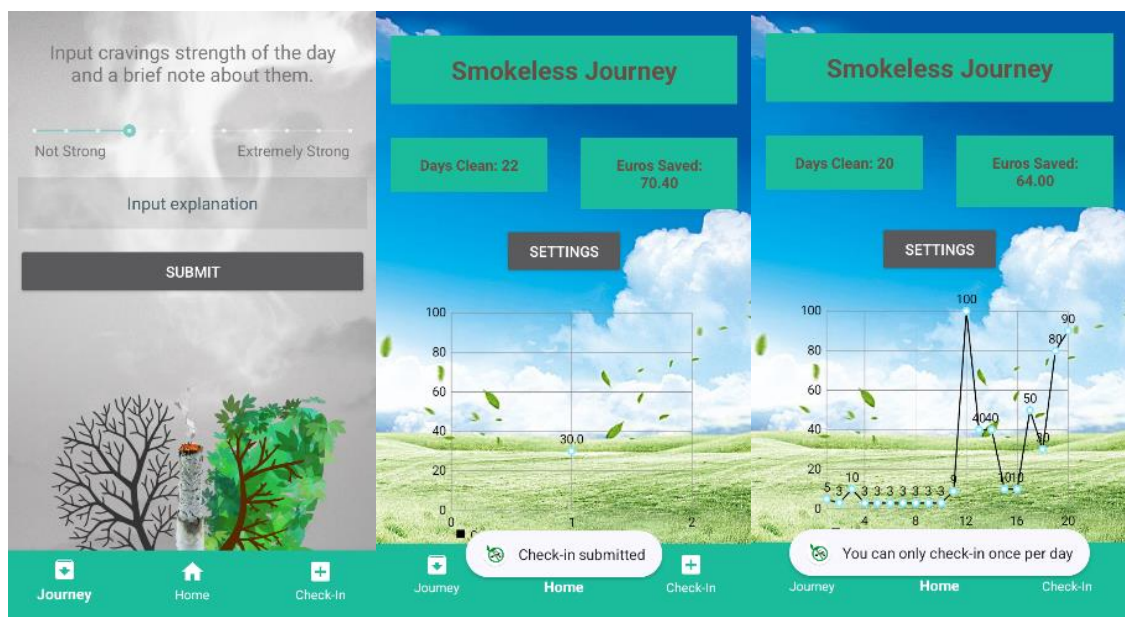 Input cravings strength of the day
and a brief note about them.
Not Strong
Extremely Strong
Input explanation
SUBMIT
Journey
Home
Check-In
Smokeless Journey
Days Clean: 22
Euros Saved:
70.40
SETTINGS
100
80
60
40
20
0
30.0
0
1
2
Check-in submitted
Journey
Home
Check-In
Smokeless Journey
Days Clean: 20
Euros Saved:
64.00
SETTINGS
100
80
60
40
20
0
5
3
10
3
3
3
3
3
3
3
9
100
40
40
10
10
50
30
80
90
4
8
12
16
20
You can only check-in once per day
Journey
Home
Check-In